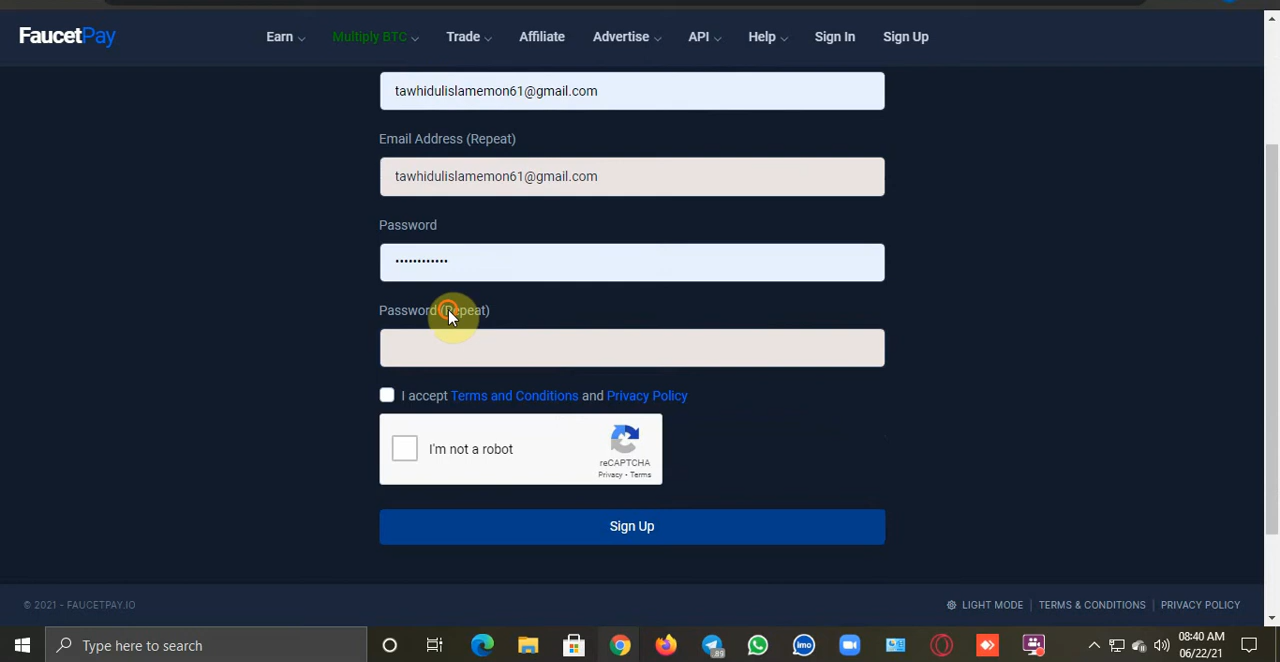 FaucetPay
Earn Multiply BTC Trade Affiliate Advertise API Help Sign In Sign Up
tawhidulislamemon61@gmail.com
Email Address (Repeat)
tawhidulislamemon61@gmail.com
Password
••••••••••••
Password (Repeat)
I accept Terms and Conditions and Privacy Policy
I'm not a robot
reCAPTCHA
Privacy • Terms
Sign Up
© 2021 - FAUCETPAY.IO
LIGHT MODE | TERMS & CONDITIONS | PRIVACY POLICY
Type here to search
89
imo
08:40 AM
06/22/21